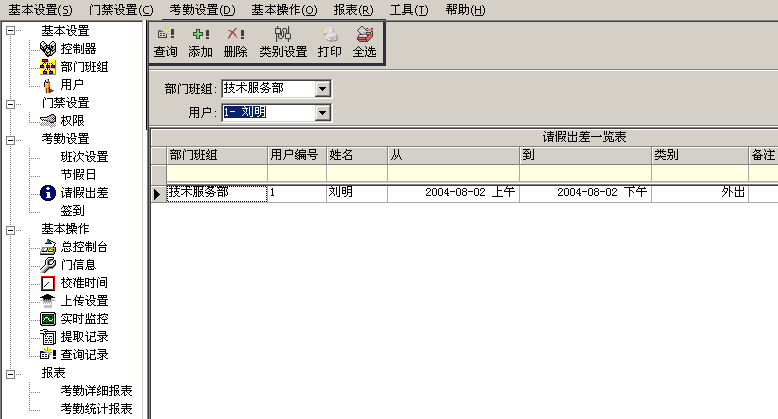 基本设置(S) 门禁设置(C) 考勤设置(D) 基本操作(O) 报表(R) 工具(T) 帮助(H)
基本设置
控制器
部门班组
用户
门禁设置
权限
考勤设置
班次设置
节假日
请假出差
签到
基本操作
总控制台
门信息
校准时间
上传设置
实时监控
提取记录
查询记录
报表
考勤详细报表
考勤统计报表
查询 添加 删除 类别设置 打印 全选
部门班组: 技术服务部
用户: 1- 刘明
请假出差一览表
部门班组 用户编号 姓名 从 到 类别 备注
技术服务部 1 刘明 2004-08-02 上午 2004-08-02 下午 外出